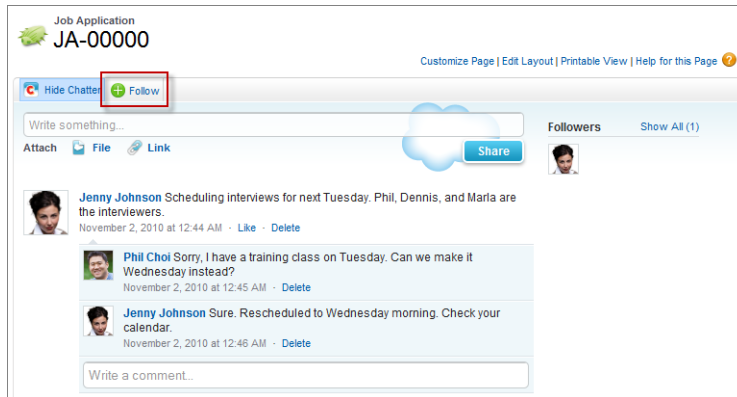 Job Application
JA-00000
Customize Page | Edit Layout | Printable View | Help for this Page ?
C Hide Chatter Follow
Write something...
Attach File Link
Share
Followers Show All (1)
Jenny Johnson Scheduling interviews for next Tuesday. Phil, Dennis, and Marla are
the interviewers.
November 2, 2010 at 12:44 AM · Like · Delete
Phil Choi Sorry, I have a training class on Tuesday. Can we make it
Wednesday instead?
November 2, 2010 at 12:45 AM · Delete
Jenny Johnson Sure. Rescheduled to Wednesday morning. Check your
calendar.
November 2, 2010 at 12:46 AM · Delete
Write a comment...